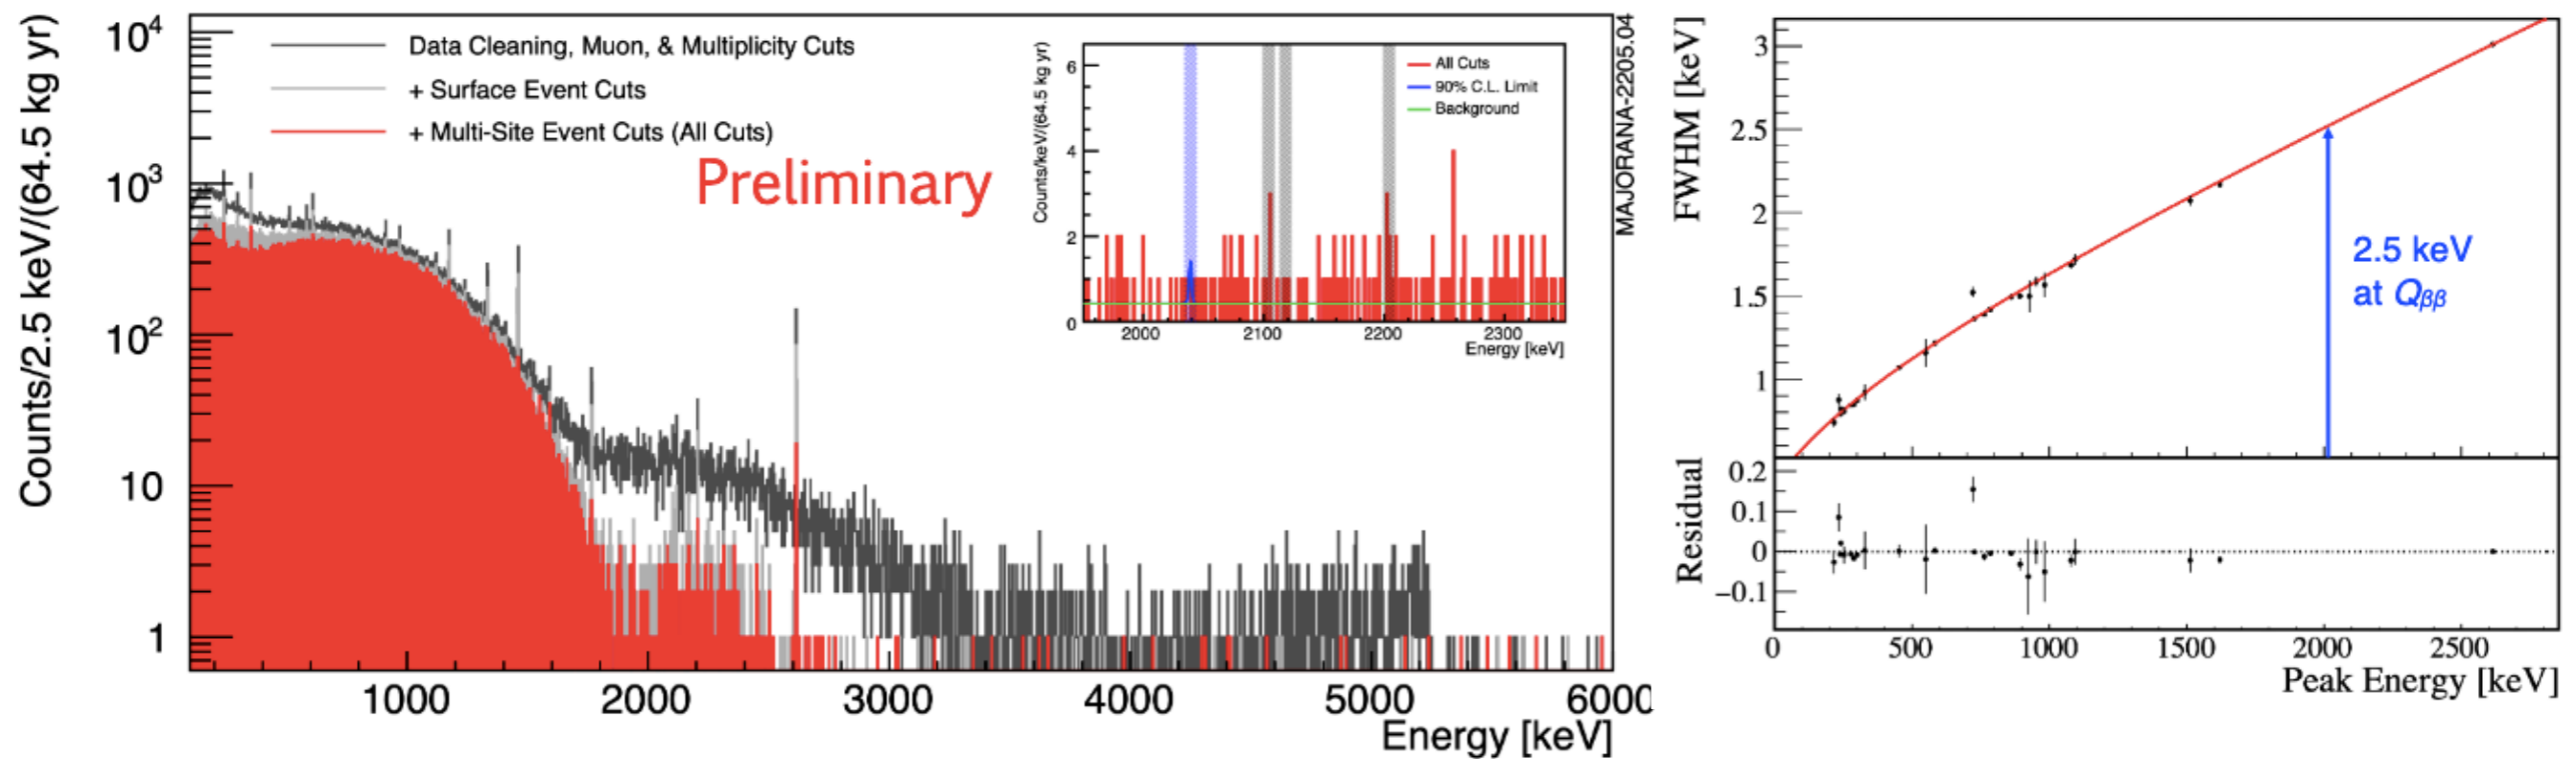 Counts/2.5 keV/(64.5 kg yr)
10⁴
10³
10²
10
1
Data Cleaning, Muon, & Multiplicity Cuts
+ Surface Event Cuts
+ Multi-Site Event Cuts (All Cuts)
Preliminary
1000 2000 3000 4000 5000 6000
Energy [keV]
Counts/keV/(64.5 kg yr)
6
4
2
0
All Cuts
90% C.L. Limit
Background
2000 2100 2200 2300
Energy [keV]
MAJORANA-2205.04
FWHM [keV]
3
2.5
2
1.5
1
2.5 keV
at Qββ
Residual
0.2
0.1
0
−0.1
0 500 1000 1500 2000 2500
Peak Energy [keV]